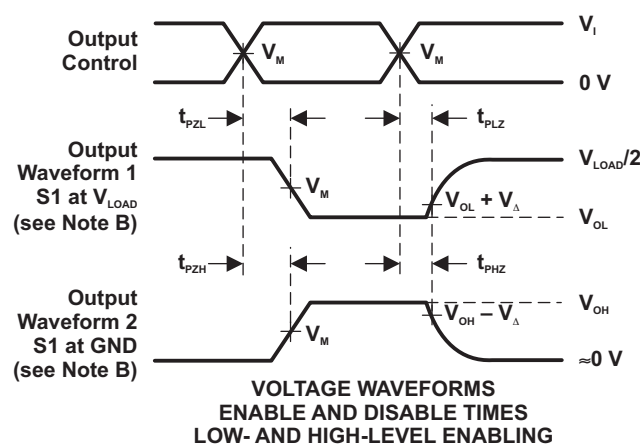 Output
Control
V_M
V_M
V_I
0 V
t_PZL
t_PLZ
Output
Waveform 1
S1 at V_LOAD
(see Note B)
V_M
V_OL + V_Δ
V_LOAD/2
V_OL
t_PZH
t_PHZ
Output
Waveform 2
S1 at GND
(see Note B)
V_M
V_OH – V_Δ
V_OH
≈0 V
VOLTAGE WAVEFORMS
ENABLE AND DISABLE TIMES
LOW- AND HIGH-LEVEL ENABLING